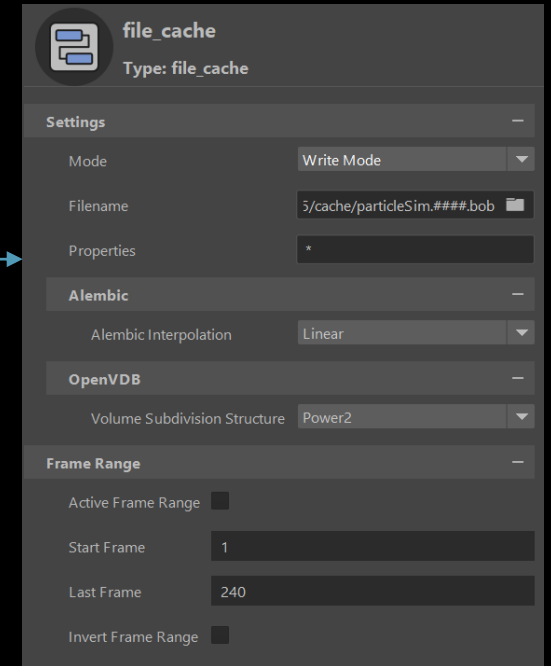 file_cache
Type: file_cache
Settings
Mode Write Mode
Filename 5/cache/particleSim.####.bob
Properties *
Alembic
Alembic Interpolation Linear
OpenVDB
Volume Subdivision Structure Power2
Frame Range
Active Frame Range
Start Frame 1
Last Frame 240
Invert Frame Range